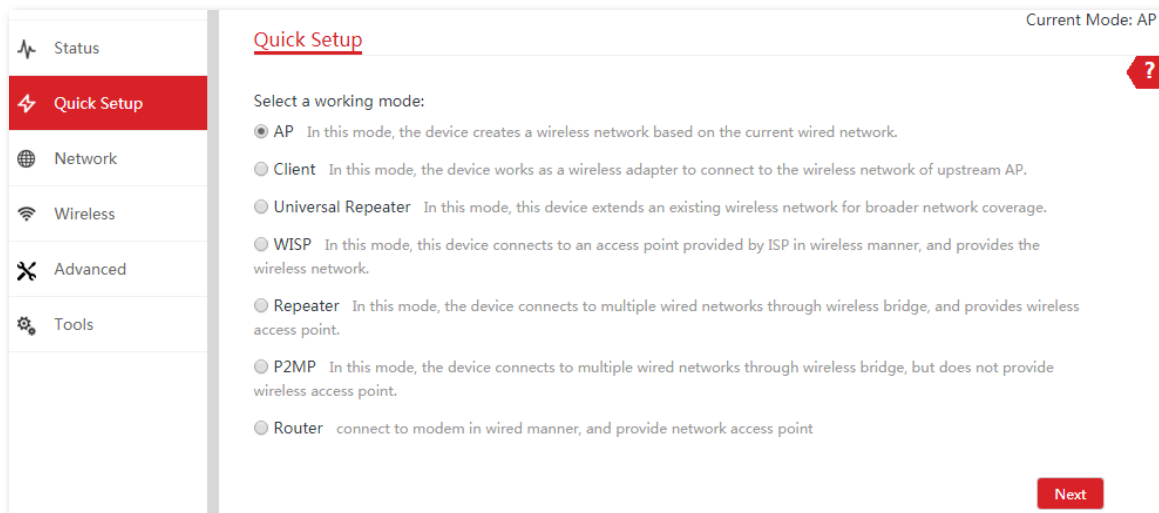 Current Mode: AP
Status
Quick Setup
Network
Wireless
Advanced
Tools
Quick Setup
?
Select a working mode:
AP In this mode, the device creates a wireless network based on the current wired network.
Client In this mode, the device works as a wireless adapter to connect to the wireless network of upstream AP.
Universal Repeater In this mode, this device extends an existing wireless network for broader network coverage.
WISP In this mode, this device connects to an access point provided by ISP in wireless manner, and provides the
wireless network.
Repeater In this mode, the device connects to multiple wired networks through wireless bridge, and provides wireless
access point.
P2MP In this mode, the device connects to multiple wired networks through wireless bridge, but does not provide
wireless access point.
Router connect to modem in wired manner, and provide network access point
Next